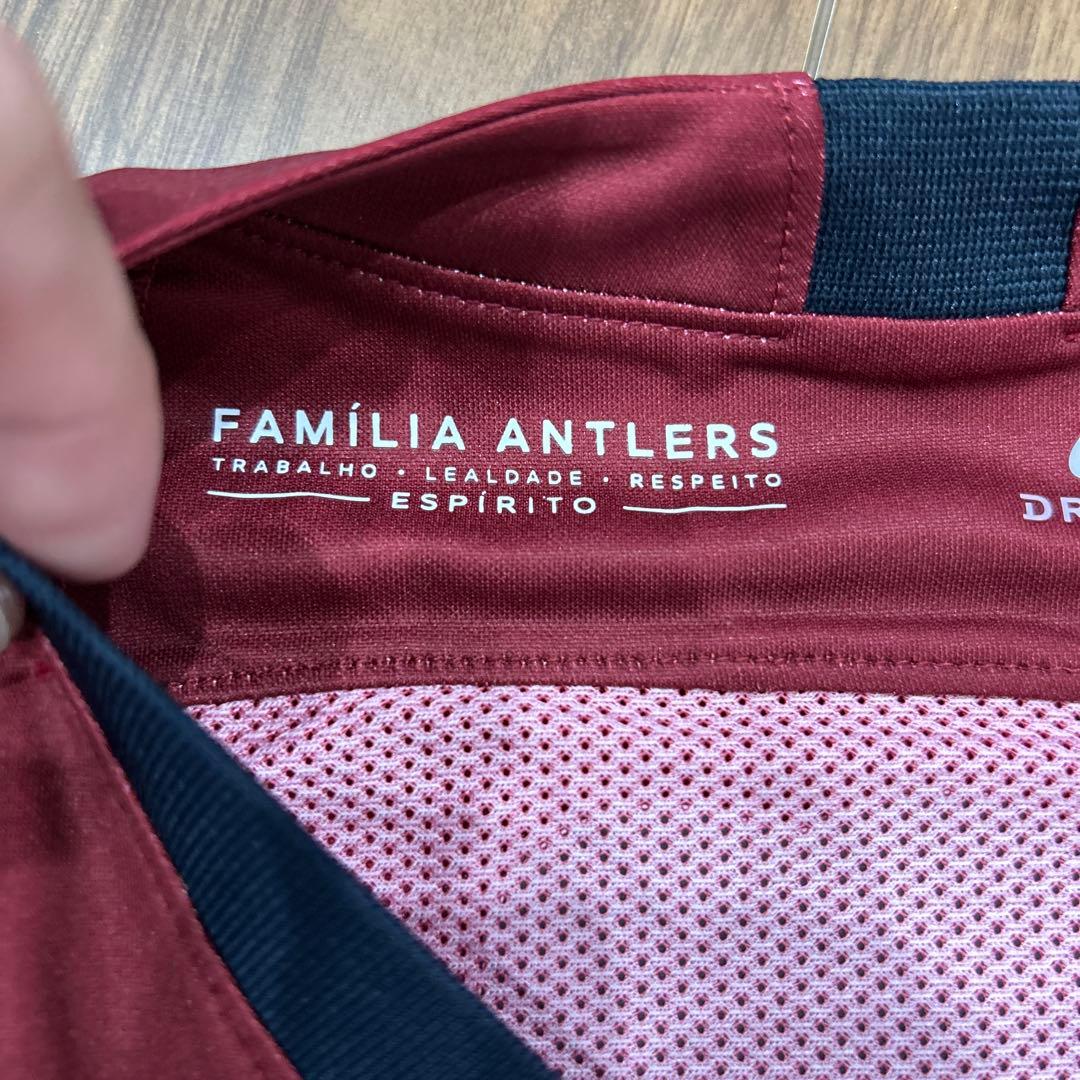 FAMÍLIA ANTLERS
TRABALHO • LEALDADE • RESPEITO
ESPÍRITO